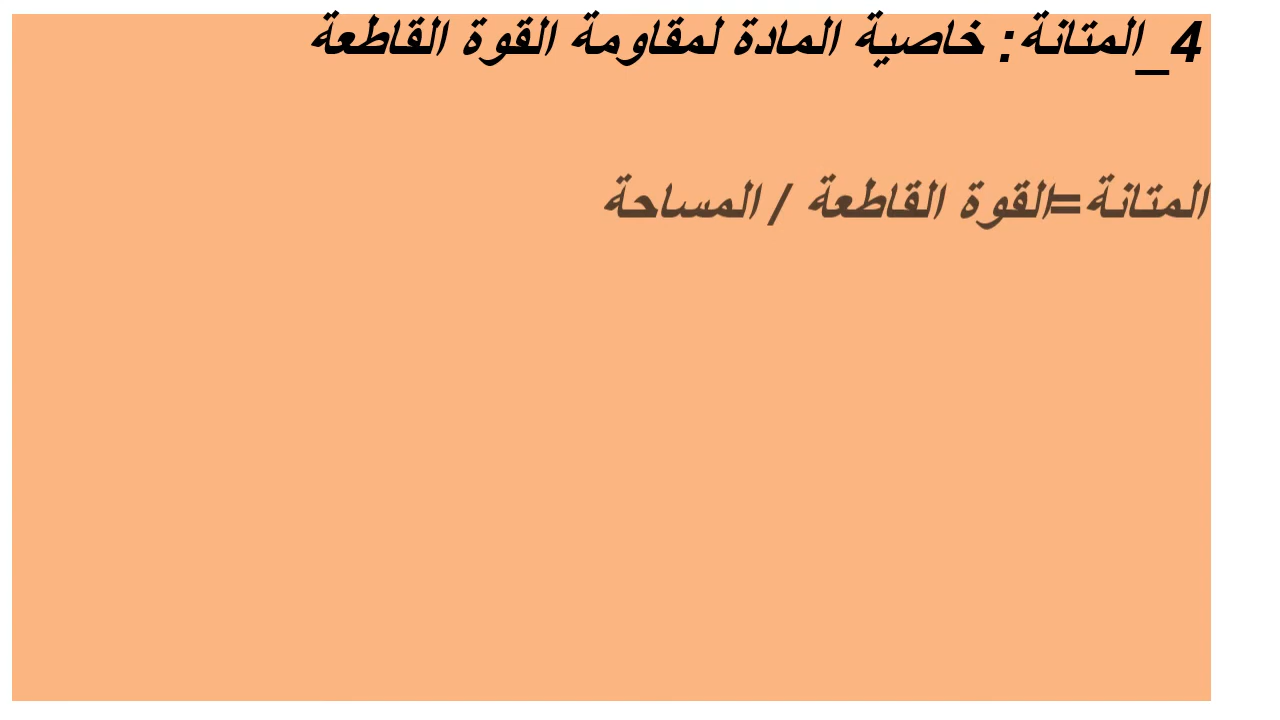 4_المتانة: خاصية المادة لمقاومة القوة القاطعة
المتانة=القوة القاطعة / المساحة